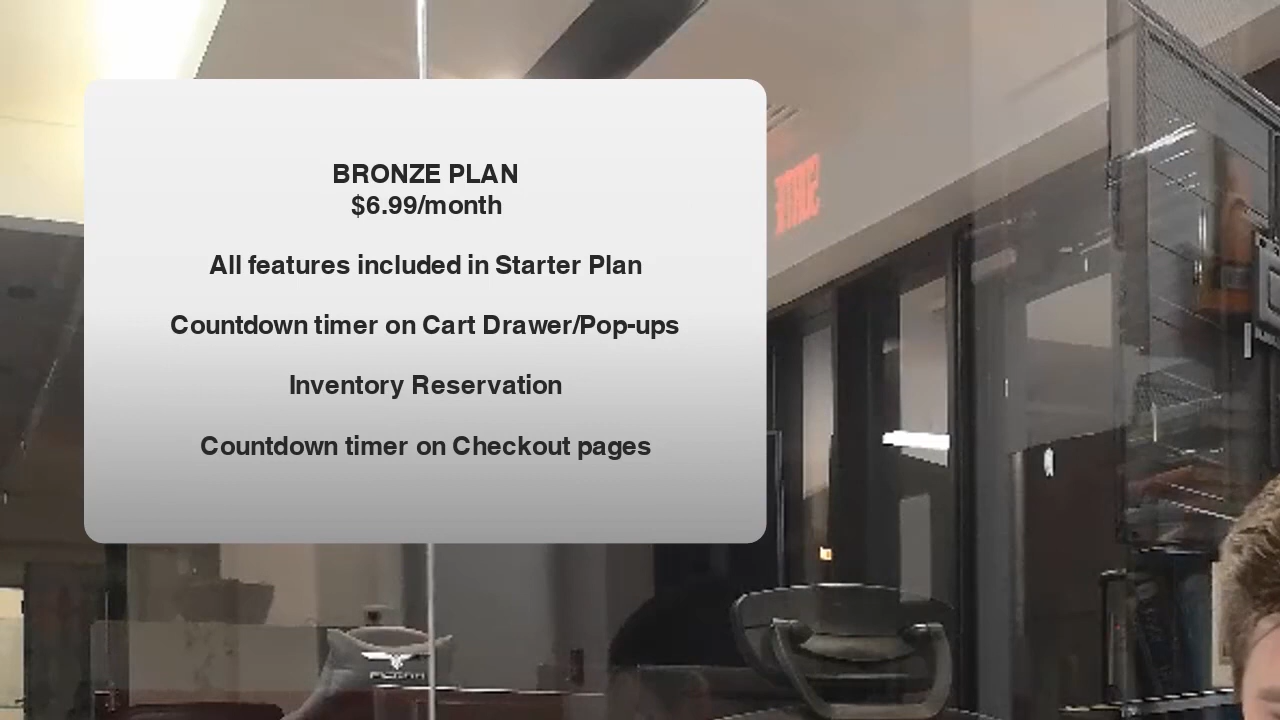 BRONZE PLAN
$6.99/month
All features included in Starter Plan
Countdown timer on Cart Drawer/Pop-ups
Inventory Reservation
Countdown timer on Checkout pages